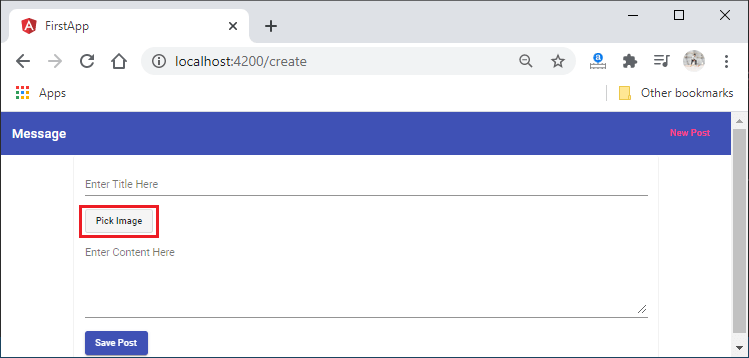 FirstApp
localhost:4200/create
Apps
Other bookmarks
Message
New Post
Enter Title Here
Pick Image
Enter Content Here
Save Post